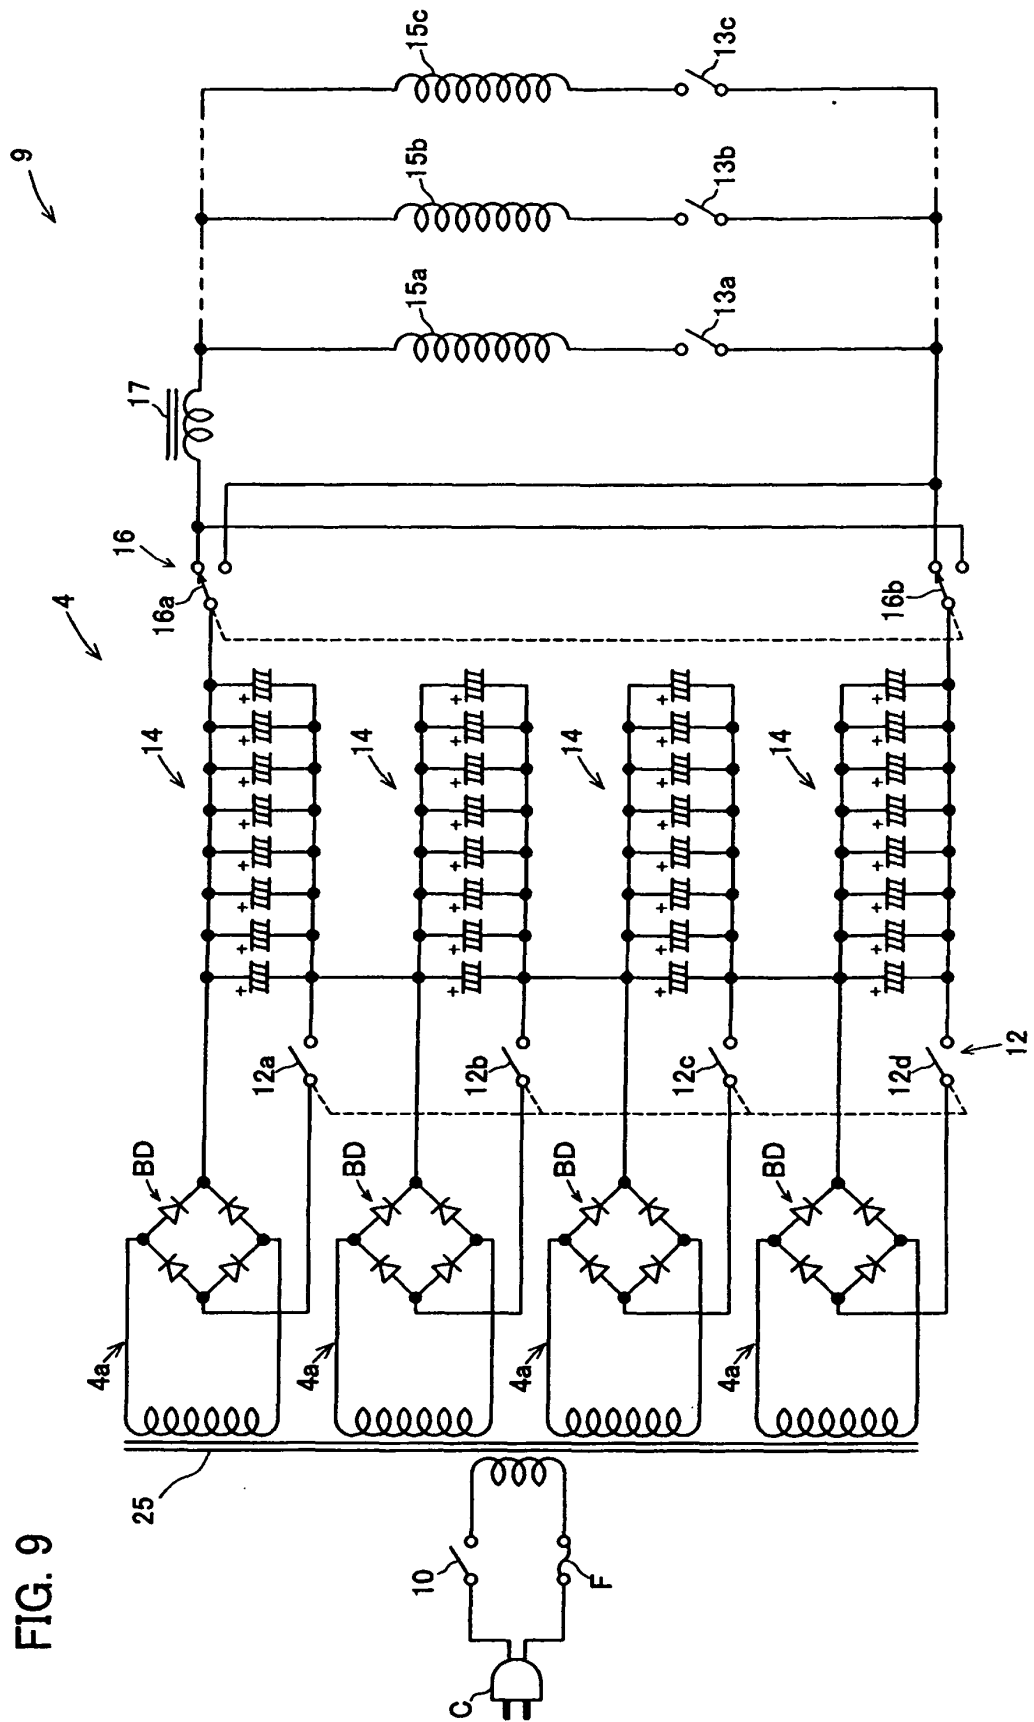 FIG. 9
9
4
15c
15b
15a
13c
13b
13a
17
16
16a
16b
14
14
14
14
+ + + + + + + +
+ + + + + + + +
+ + + + + + + +
+ + + + + + + +
12a
12b
12c
12d
12
BD
BD
BD
BD
4a
4a
4a
4a
25
10
F
C